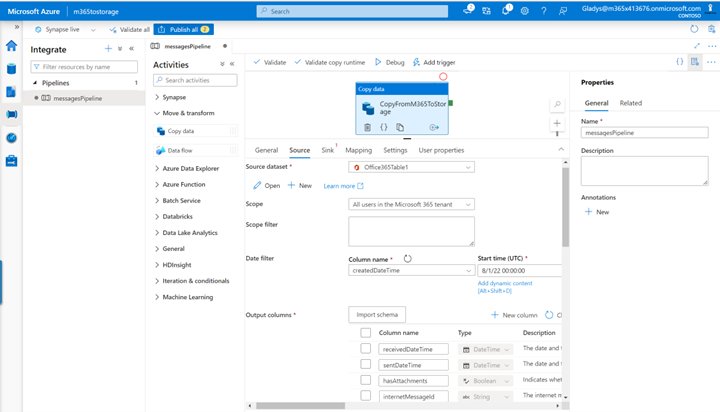 Microsoft Azure
m365tostorage
Search
Gladys@m365x413676.onmicrosoft.com
CONTOSO
Synapse live
Validate all
Publish all
2
Integrate
Filter resources by name
Pipelines
1
messagesPipeline
messagesPipeline
Activities
Search activities
Synapse
Move & transform
Copy data
Data flow
Azure Data Explorer
Azure Function
Batch Service
Databricks
Data Lake Analytics
General
HDInsight
Iteration & conditionals
Machine Learning
Validate
Validate copy runtime
Debug
Add trigger
Copy data
CopyFromM365ToStor
age
General
Source
Sink 1
Mapping
Settings
User properties
Source dataset *
Office365Table1
Open
New
Learn more
Scope
All users in the Microsoft 365 tenant
Scope filter
Date filter
Column name *
Start time (UTC) *
createdDateTime
8/1/22 00:00:00
Add dynamic content
[Alt+Shift+D]
Output columns *
Import schema
New column
Column name
Type
Description
receivedDateTime
DateTime
The date and
sentDateTime
DateTime
The date and
hasAttachments
Boolean
Indicates whet
internetMessageId
abc String
The internet m
Properties
General
Related
Name *
messagesPipeline
Description
Annotations
New